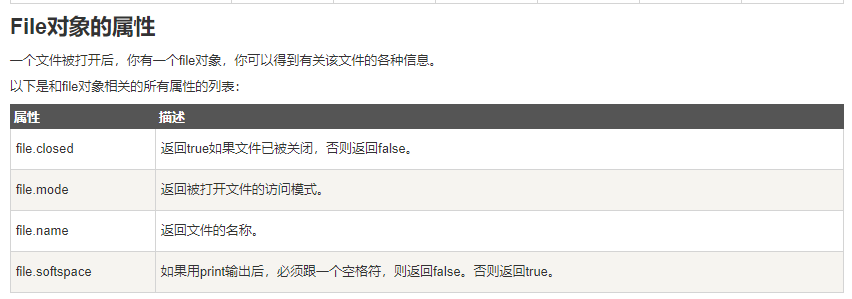 File对象的属性
一个文件被打开后，你有一个file对象，你可以得到有关该文件的各种信息。
以下是和file对象相关的所有属性的列表：
属性 描述
file.closed 返回true如果文件已被关闭，否则返回false。
file.mode 返回被打开文件的访问模式。
file.name 返回文件的名称。
file.softspace 如果用print输出后，必须跟一个空格符，则返回false。否则返回true。